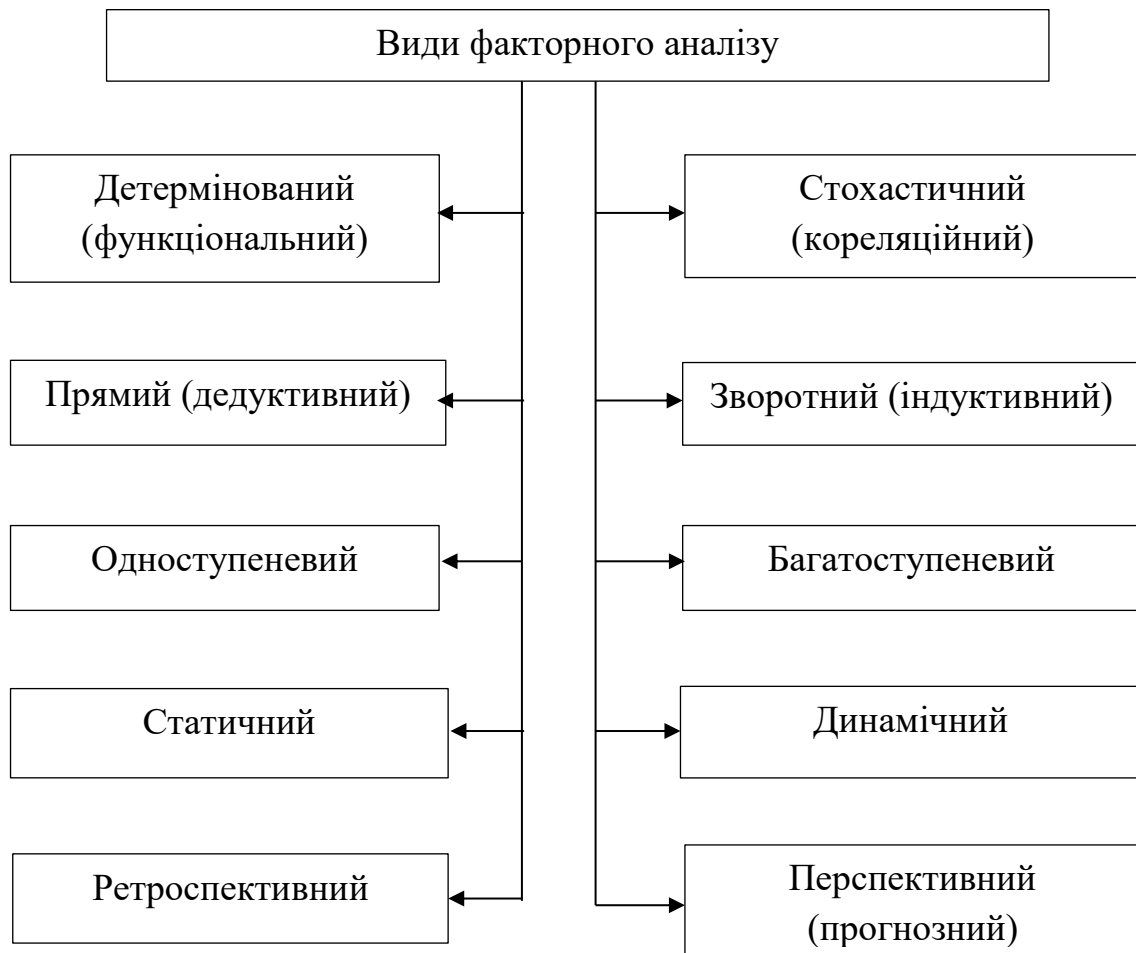 Види факторного аналізу
Детермінований
(функціональний)
Стохастичний
(кореляційний)
Прямий (дедуктивний)
Зворотний (індуктивний)
Одноступеневий
Багатоступеневий
Статичний
Динамічний
Ретроспективний
Перспективний
(прогнозний)